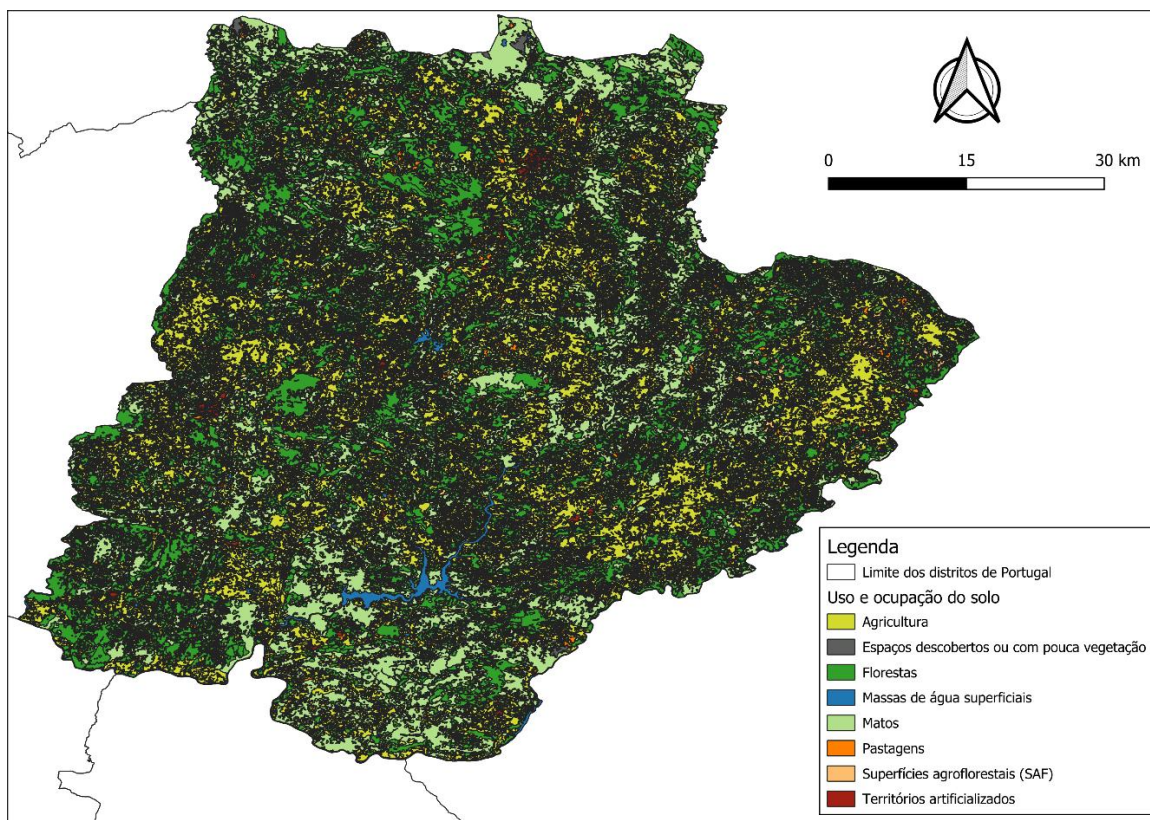 0 15 30 km
Legenda
Limite dos distritos de Portugal
Uso e ocupação do solo
Agricultura
Espaços descobertos ou com pouca vegetação
Florestas
Massas de água superficiais
Matos
Pastagens
Superfícies agroflorestais (SAF)
Territórios artificializados